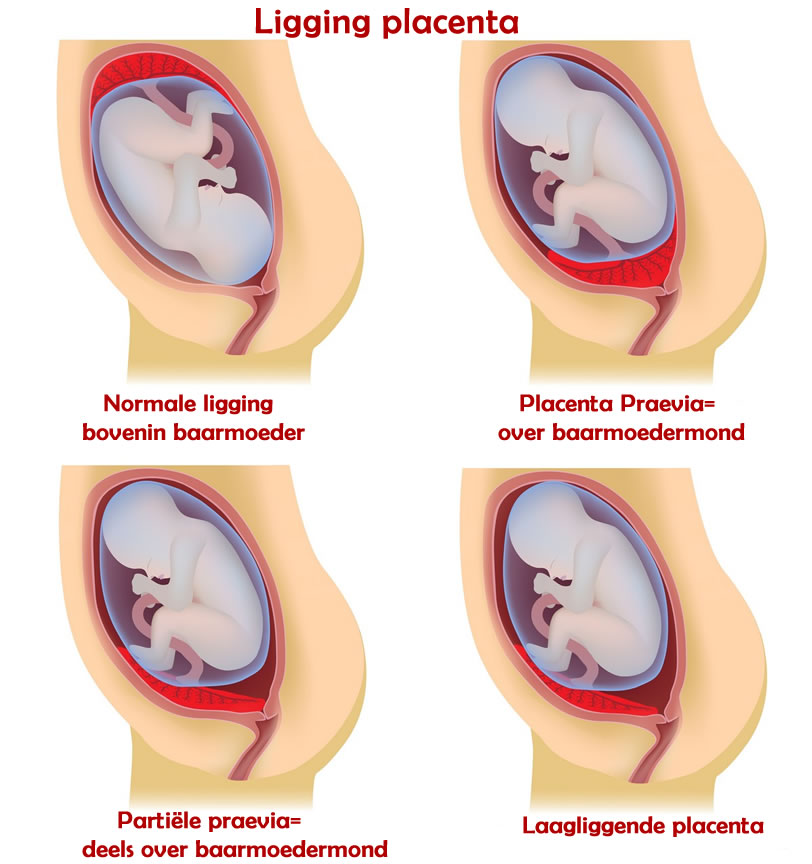 Ligging placenta
Normale ligging
bovenin baarmoeder
Placenta Praevia=
over baarmoedermond
Partiële praevia=
deels over baarmoedermond
Laagliggende placenta